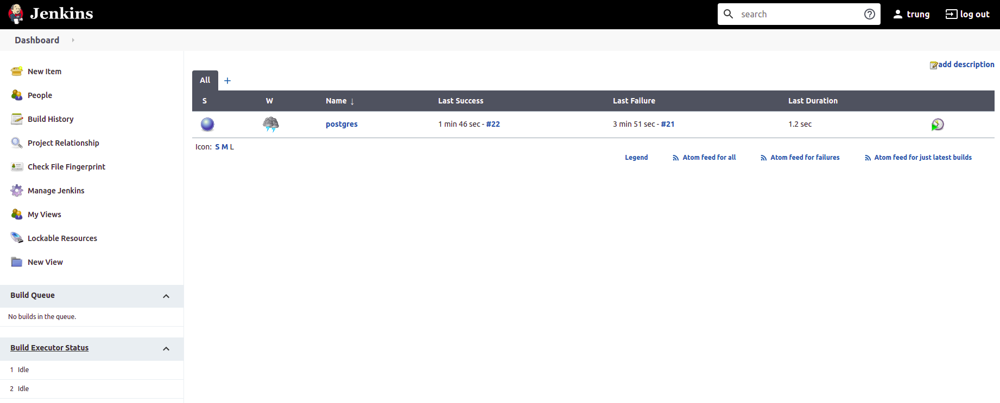 Jenkins
search
trung
log out
Dashboard
New Item
People
Build History
Project Relationship
Check File Fingerprint
Manage Jenkins
My Views
Lockable Resources
New View
Build Queue
No builds in the queue.
Build Executor Status
1 Idle
2 Idle
add description
All +
S W Name ↓ Last Success Last Failure Last Duration
postgres 1 min 46 sec - #22 3 min 51 sec - #21 1.2 sec
Icon: S M L
Legend Atom feed for all Atom feed for failures Atom feed for just latest builds